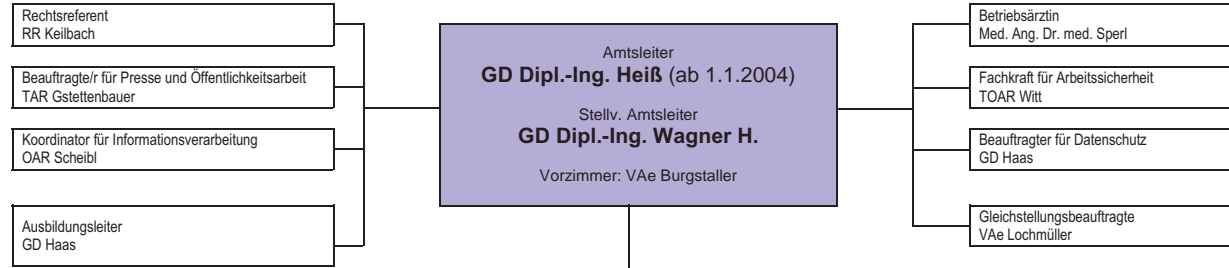 Rechtsreferent
RR Keilbach
Beauftragte/r für Presse und Öffentlichkeitsarbeit
TAR Gstettenbauer
Koordinator für Informationsverarbeitung
OAR Scheibl
Ausbildungsleiter
GD Haas
Amtsleiter
GD Dipl.-Ing. Heiß (ab 1.1.2004)
Stellv. Amtsleiter
GD Dipl.-Ing. Wagner H.
Vorzimmer: VAe Burgstaller
Betriebsärztin
Med. Ang. Dr. med. Sperl
Fachkraft für Arbeitssicherheit
TOAR Witt
Beauftragter für Datenschutz
GD Haas
Gleichstellungsbeauftragte
VAe Lochmüller